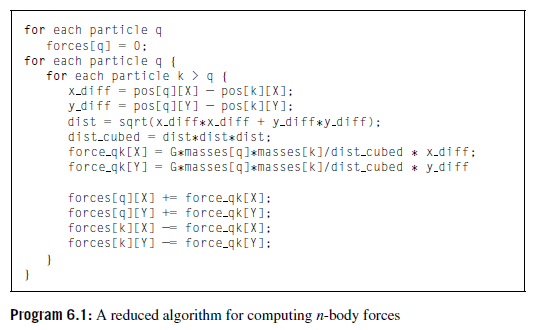 for each particle q
forces[q] = 0;
for each particle q {
for each particle k > q {
x_diff = pos[q][X] − pos[k][X];
y_diff = pos[q][Y] − pos[k][Y];
dist = sqrt(x_diff*x_diff + y_diff*y_diff);
dist_cubed = dist*dist*dist;
force_qk[X] = G*masses[q]*masses[k]/dist_cubed * x_diff;
force_qk[Y] = G*masses[q]*masses[k]/dist_cubed * y_diff
forces[q][X] += force_qk[X];
forces[q][Y] += force_qk[Y];
forces[k][X] −= force_qk[X];
forces[k][Y] −= force_qk[Y];
}
}
Program 6.1: A reduced algorithm for computing n-body forces